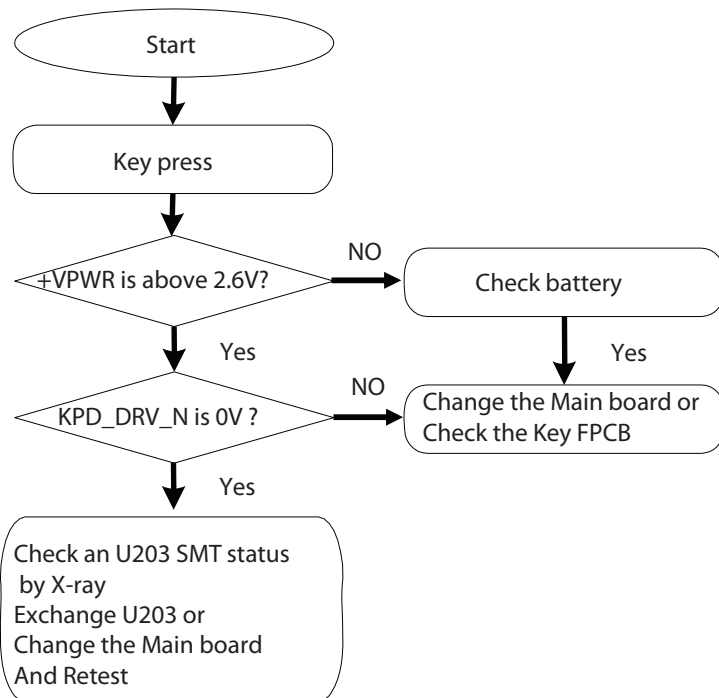 Start
Key press
+VPWR is above 2.6V?
NO
Check battery
Yes
Yes
KPD_DRV_N is 0V ?
NO
Change the Main board or
Check the Key FPCB
Yes
Check an U203 SMT status
by X-ray
Exchange U203 or
Change the Main board
And Retest